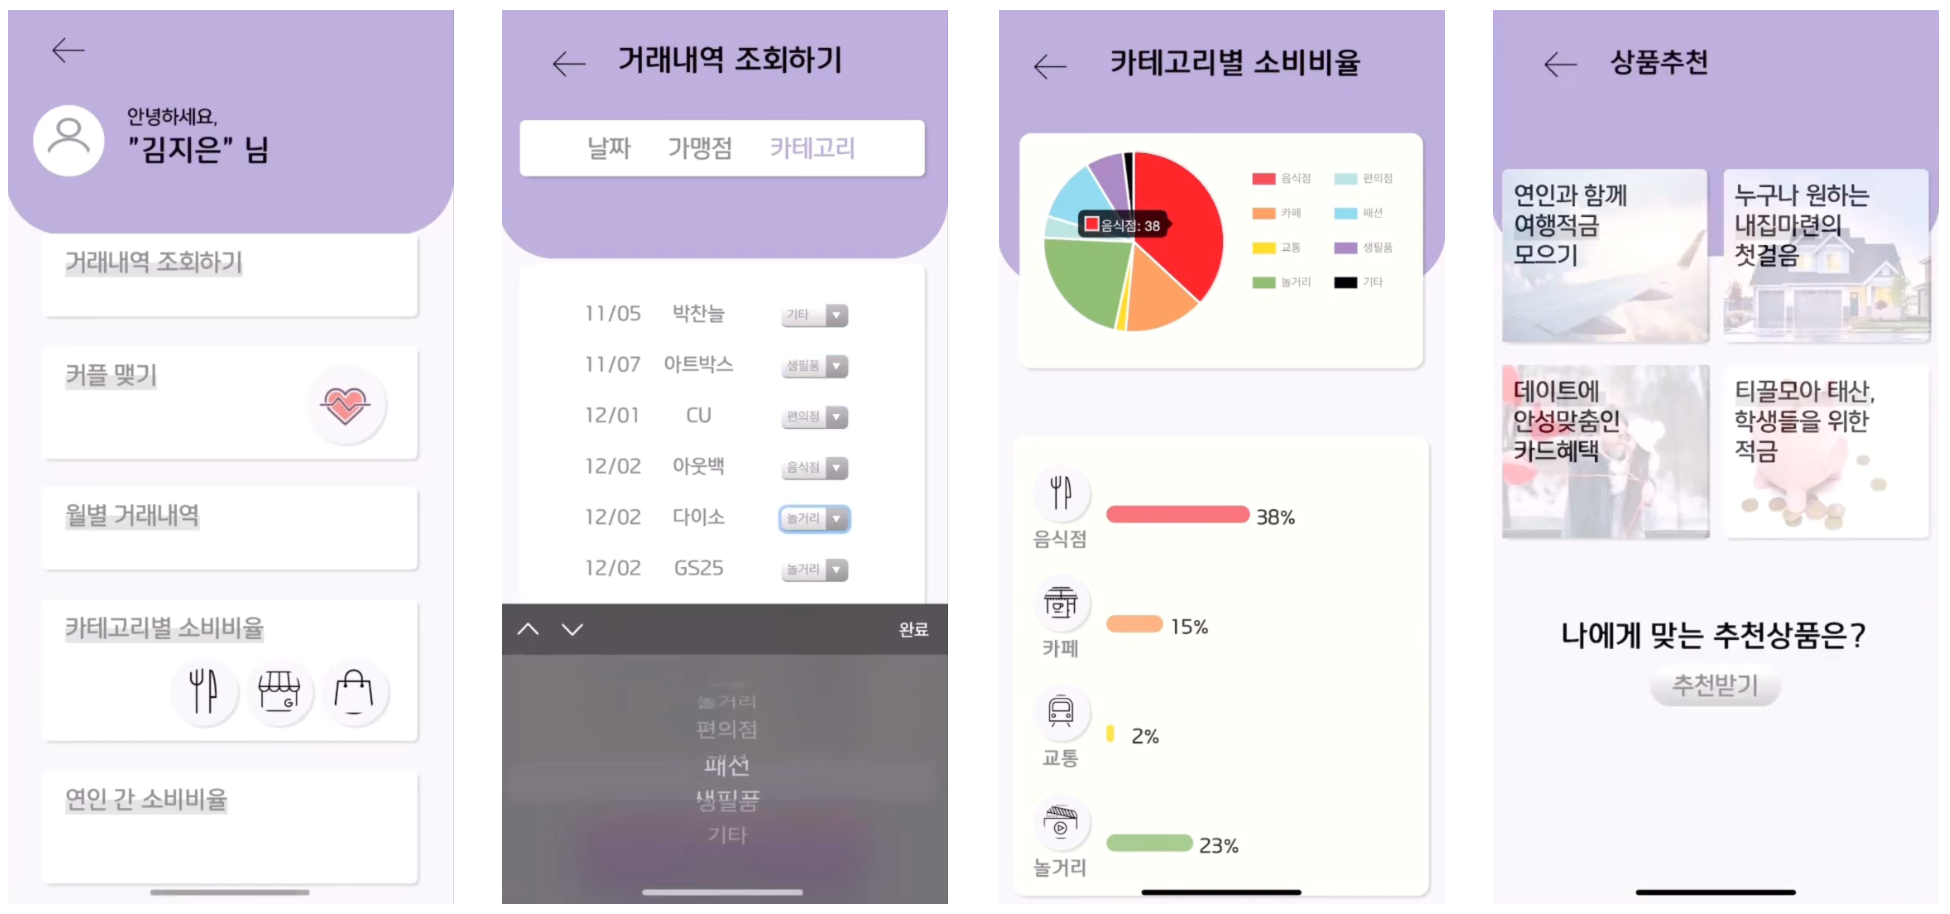 안녕하세요,
"김지은" 님
거래내역 조회하기
커플 맺기
월별 거래내역
카테고리별 소비비율
G
연인 간 소비비율
거래내역 조회하기
날짜 가맹점 카테고리
11/05 박찬늘 기타
11/07 아트박스 생필품
12/01 CU 편의점
12/02 아웃백 음식점
12/02 다이소 놀거리
12/02 GS25 놀거리
완료
놀거리
편의점
패션
생필품
기타
카테고리별 소비비율
음식점: 38
음식점 편의점
카페 패션
교통 생필품
놀거리 기타
38%
음식점
15%
카페
2%
교통
23%
놀거리
상품추천
연인과 함께
여행적금
모으기
누구나 원하는
내집마련의
첫걸음
데이트에
안성맞춤인
카드혜택
티끌모아 태산,
학생들을 위한
적금
나에게 맞는 추천상품은?
추천받기